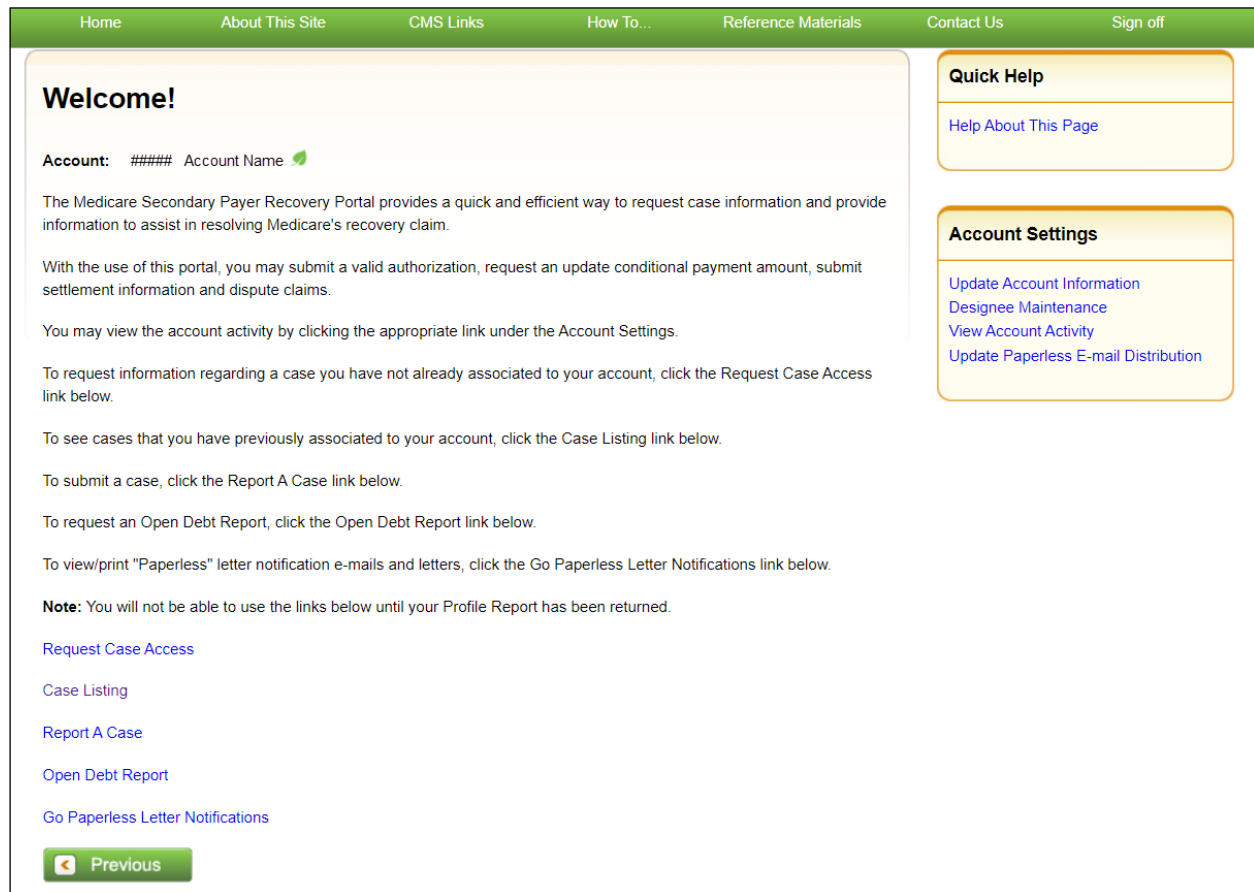 Home About This Site CMS Links How To... Reference Materials Contact Us Sign off
Welcome!
Account: ##### Account Name
The Medicare Secondary Payer Recovery Portal provides a quick and efficient way to request case information and provide
information to assist in resolving Medicare's recovery claim.
With the use of this portal, you may submit a valid authorization, request an update conditional payment amount, submit
settlement information and dispute claims.
You may view the account activity by clicking the appropriate link under the Account Settings.
To request information regarding a case you have not already associated to your account, click the Request Case Access
link below.
To see cases that you have previously associated to your account, click the Case Listing link below.
To submit a case, click the Report A Case link below.
To request an Open Debt Report, click the Open Debt Report link below.
To view/print "Paperless" letter notification e-mails and letters, click the Go Paperless Letter Notifications link below.
Note: You will not be able to use the links below until your Profile Report has been returned.
Request Case Access
Case Listing
Report A Case
Open Debt Report
Go Paperless Letter Notifications
Previous
Quick Help
Help About This Page
Account Settings
Update Account Information
Designee Maintenance
View Account Activity
Update Paperless E-mail Distribution